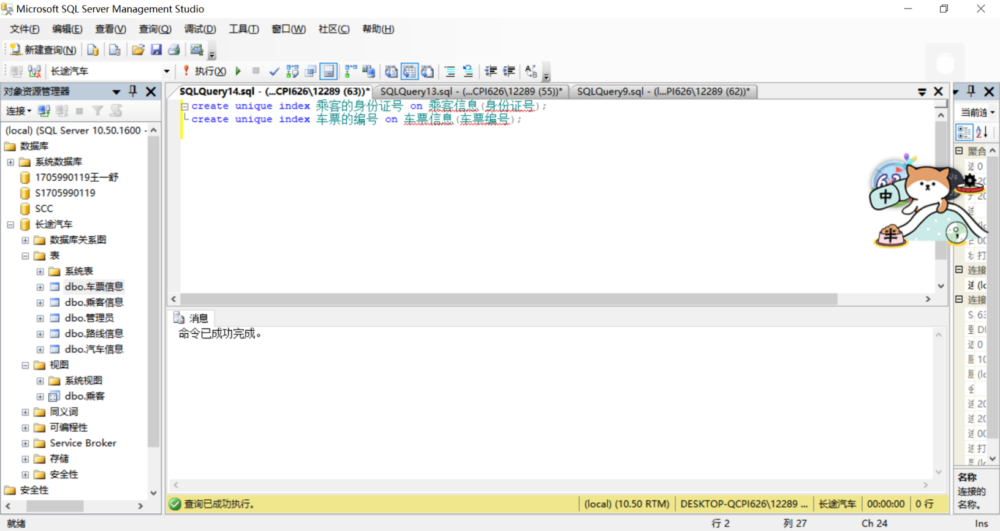 Microsoft SQL Server Management Studio
文件(F) 编辑(E) 查看(V) 查询(Q) 调试(D) 工具(T) 窗口(W) 社区(C) 帮助(H)
新建查询(N)
长途汽车 执行(X)
对象资源管理器
连接
(local) (SQL Server 10.50.1600 -
数据库
系统数据库
1705990119王一舒
S1705990119
SCC
长途汽车
数据库关系图
表
系统表
dbo.车票信息
dbo.乘客信息
dbo.管理员
dbo.路线信息
dbo.汽车信息
视图
系统视图
dbo.乘客
同义词
可编程性
Service Broker
存储
安全性
安全性
SQLQuery14.sql - (...CPI626\12289 (63))* SQLQuery13.sql - (...CPI626\12289 (55))* SQLQuery9.sql - (l...PI626\12289 (62))*
create unique index 乘客的身份证号 on 乘客信息(身份证号);
create unique index 车票的编号 on 车票信息(车票编号);
消息
命令已成功完成。
查询已成功执行。 (local) (10.50 RTM) DESKTOP-QCPI626\12289 ... 长途汽车 00:00:00 0 行
当前连
聚合
中
半
连接
连接
名称
连接的
名称。
就绪 行 2 列 27 Ch 24 Ins